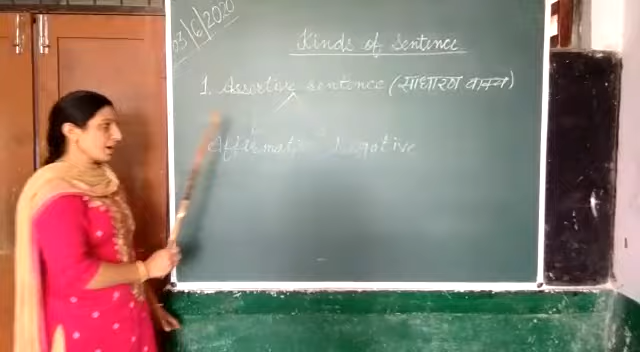 03/6/2020
Kinds of Sentence
1. Assertive sentence (साधारण वाक्य)
Affirmative Negative